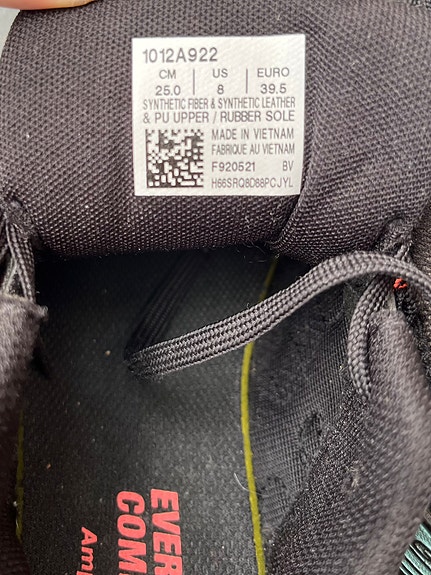 1012A922
CM US EURO
25.0 8 39.5
SYNTHETIC FIBER & SYNTHETIC LEATHER
& PU UPPER / RUBBER SOLE
MADE IN VIETNAM
FABRIQUE AU VIETNAM
F920521 BV
H66SRQ8D88PCJYL
EVER
COM
Am